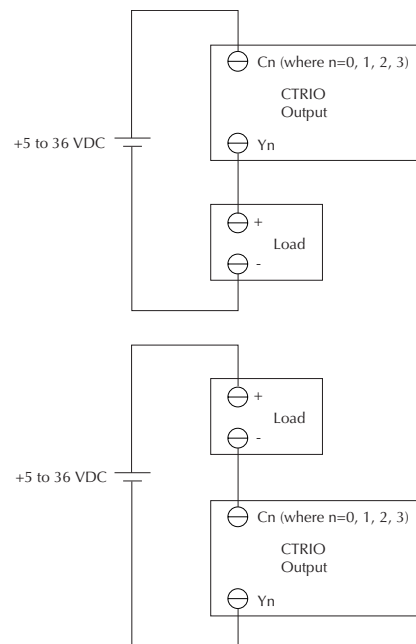 Cn (where n=0, 1, 2, 3)
CTRIO
Output
+5 to 36 VDC
Yn
+
Load
-
+
Load
-
+5 to 36 VDC
Cn (where n=0, 1, 2, 3)
CTRIO
Output
Yn